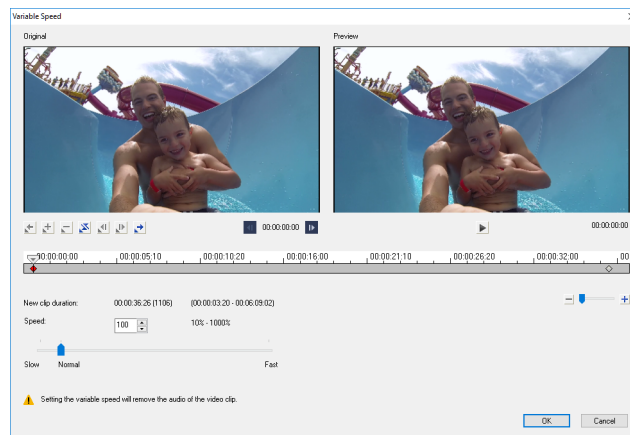 Variable Speed
Original
Preview
00:00:00:00
00:00:00:00
00:00:00:00 00:00:05:10 00:00:10:20 00:00:16:00 00:00:21:10 00:00:26:20 00:00:32:00 00
New clip duration: 00:00:36:26 (1106) (00:00:03:20 - 00:06:09:02)
Speed: 100 10% - 1000%
Slow Normal Fast
Setting the variable speed will remove the audio of the video clip.
OK Cancel